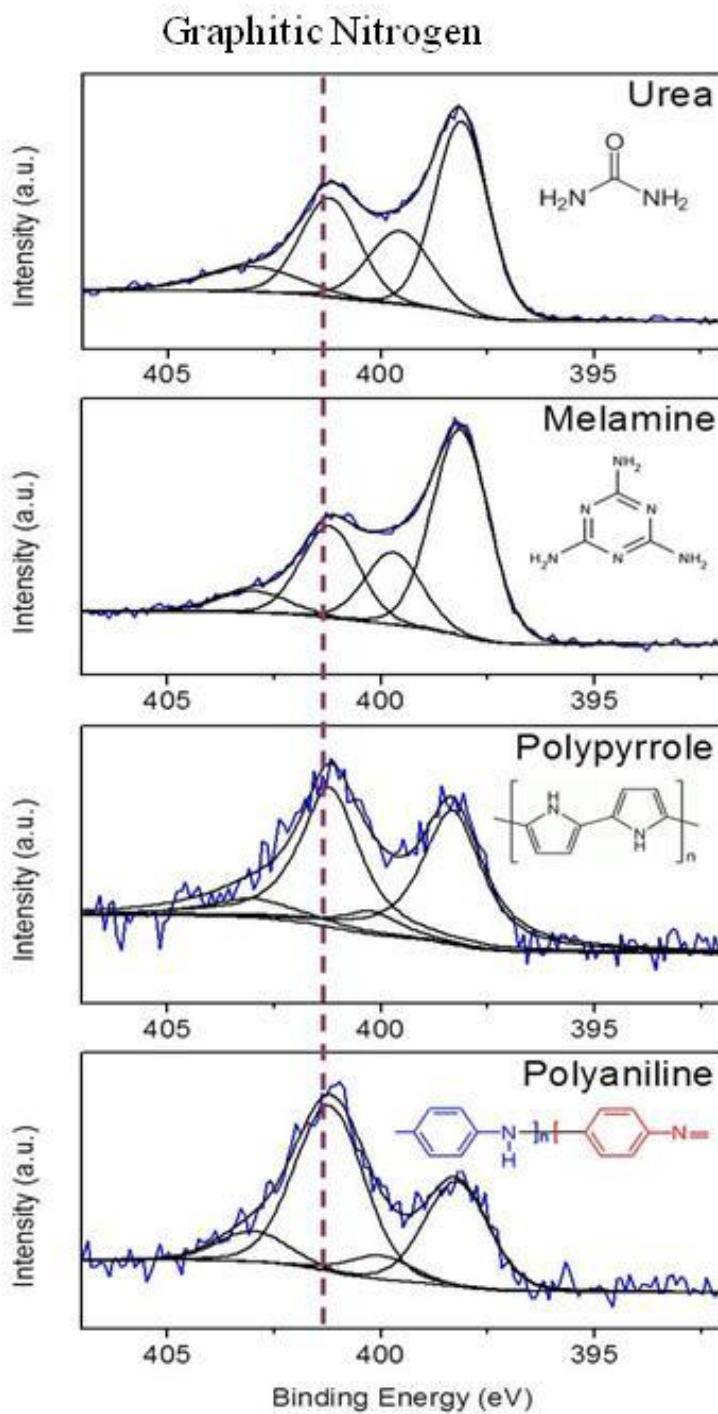 Graphitic Nitrogen
Urea
O
H₂N NH₂
Intensity (a.u.)
405 400 395
Melamine
NH₂
N N
H₂N N NH₂
Intensity (a.u.)
405 400 395
Polypyrrole
H
N
N
H
n
Intensity (a.u.)
405 400 395
Polyaniline
N n N
H
Intensity (a.u.)
405 400 395
Binding Energy (eV)